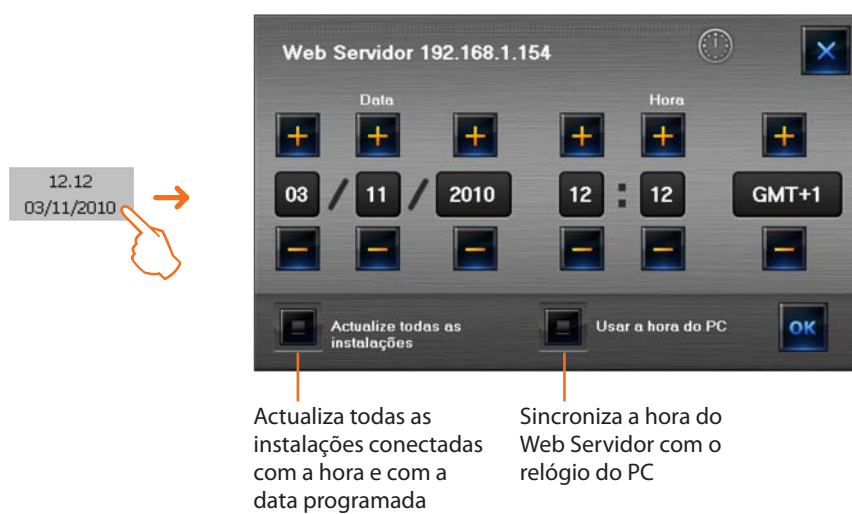 12.12
03/11/2010
Web Servidor 192.168.1.154
Data Hora
03 / 11 / 2010 12 : 12 GMT+1
Actualize todas as
instalações
Usar a hora do PC
OK
Actualiza todas as
instalações conectadas
com a hora e com a
data programada
Sincroniza a hora do
Web Servidor com o
relógio do PC